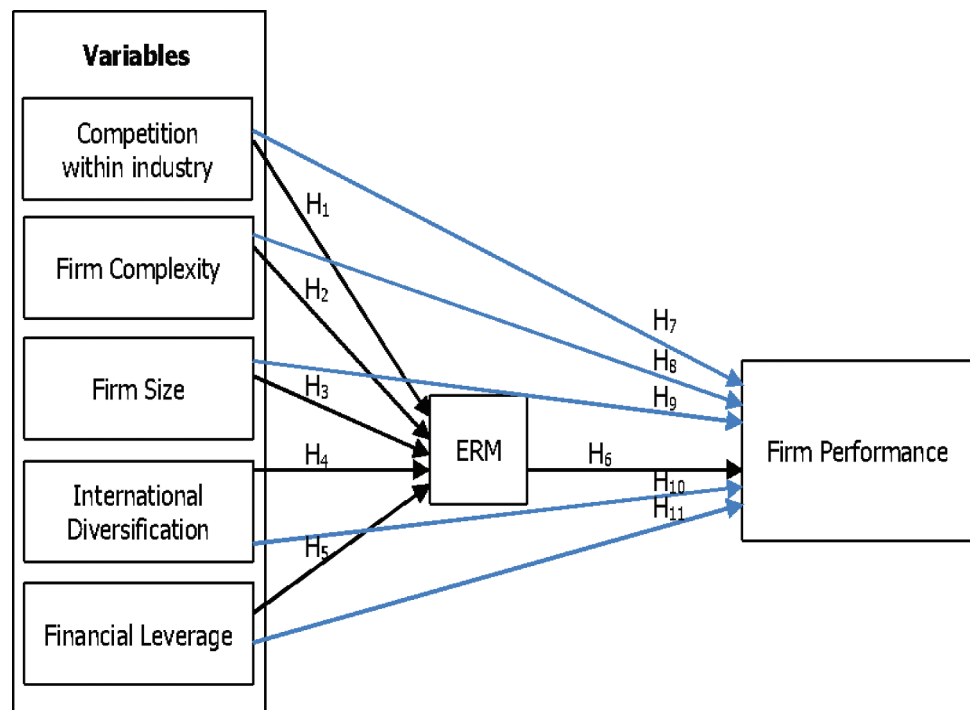 Variables
Competition
within industry
Firm Complexity
Firm Size
International
Diversification
Financial Leverage
H₁
H₂
H₃
H₄
H₅
ERM
H₆
H₇
H₈
H₉
H₁₀
H₁₁
Firm Performance